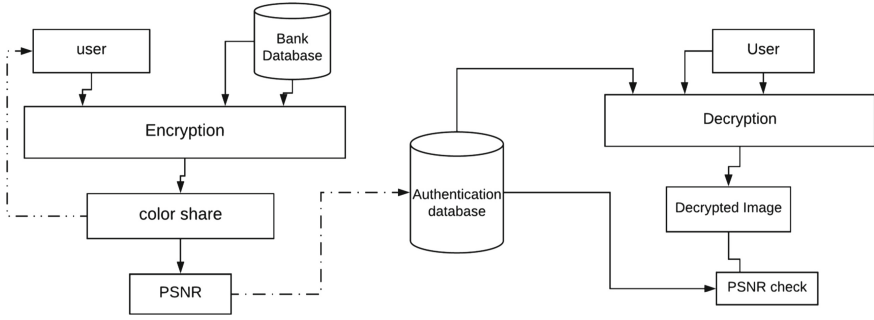 user
Bank
Database
Encryption
color share
PSNR
Authentication
database
User
Decryption
Decrypted Image
PSNR check